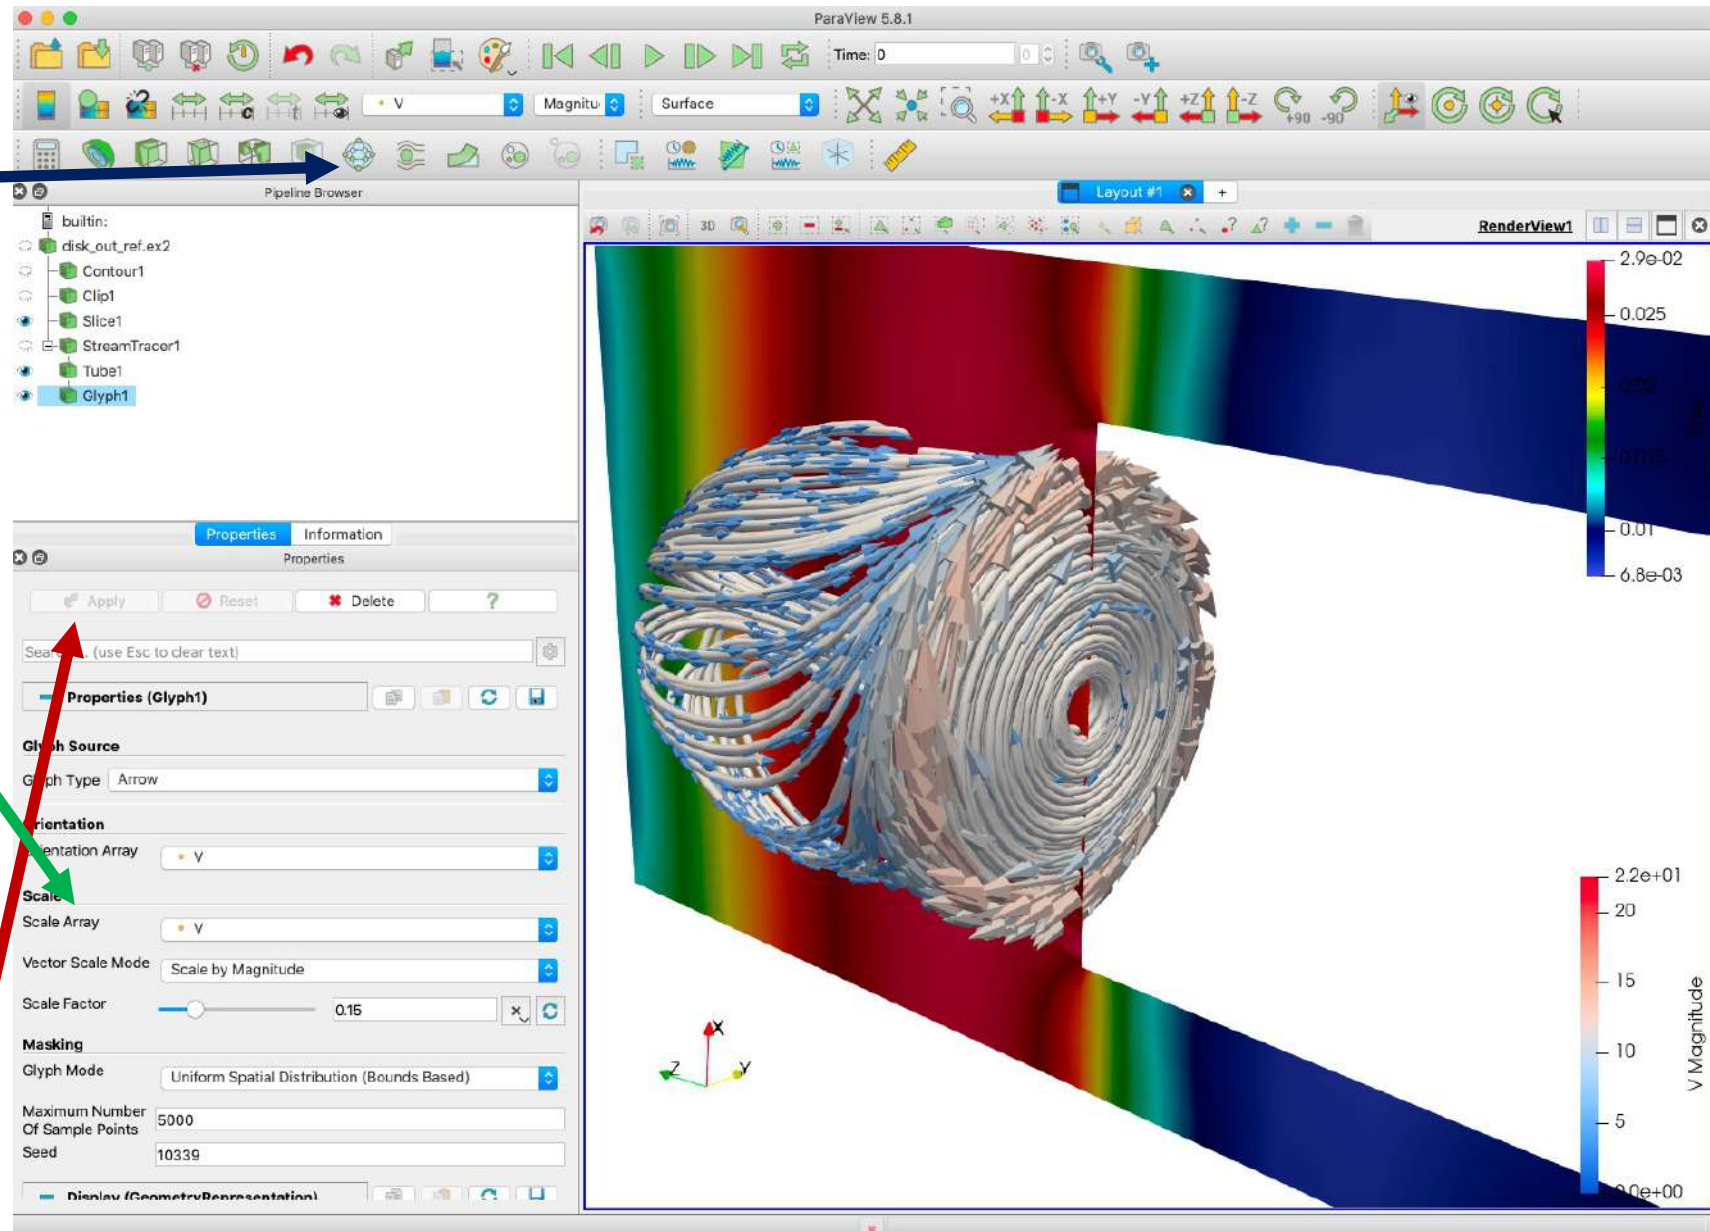 ParaView 5.8.1
Time: 0
0
V
Magnitu
Surface
+X
-X
+Y
-Y
+Z
-Z
+90
-90
Pipeline Browser
Layout #1
+
builtin:
disk_out_ref.ex2
Contour1
Clip1
Slice1
StreamTracer1
Tube1
Glyph1
3D
RenderView1
Properties
Information
Properties
Apply
Reset
Delete
?
(use Esc to clear text)
Properties (Glyph1)
Glyph Source
Glyph Type
Arrow
Orientation
Orientation Array
V
Scale
Scale Array
V
Vector Scale Mode
Scale by Magnitude
Scale Factor
0.15
Masking
Glyph Mode
Uniform Spatial Distribution (Bounds Based)
Maximum Number
Of Sample Points
5000
Seed
10339
Display (GeometryRepresentation)
2.9e-02
0.025
0.01
6.8e-03
X
Z
Y
2.2e+01
20
15
10
5
0.0e+00
V Magnitude